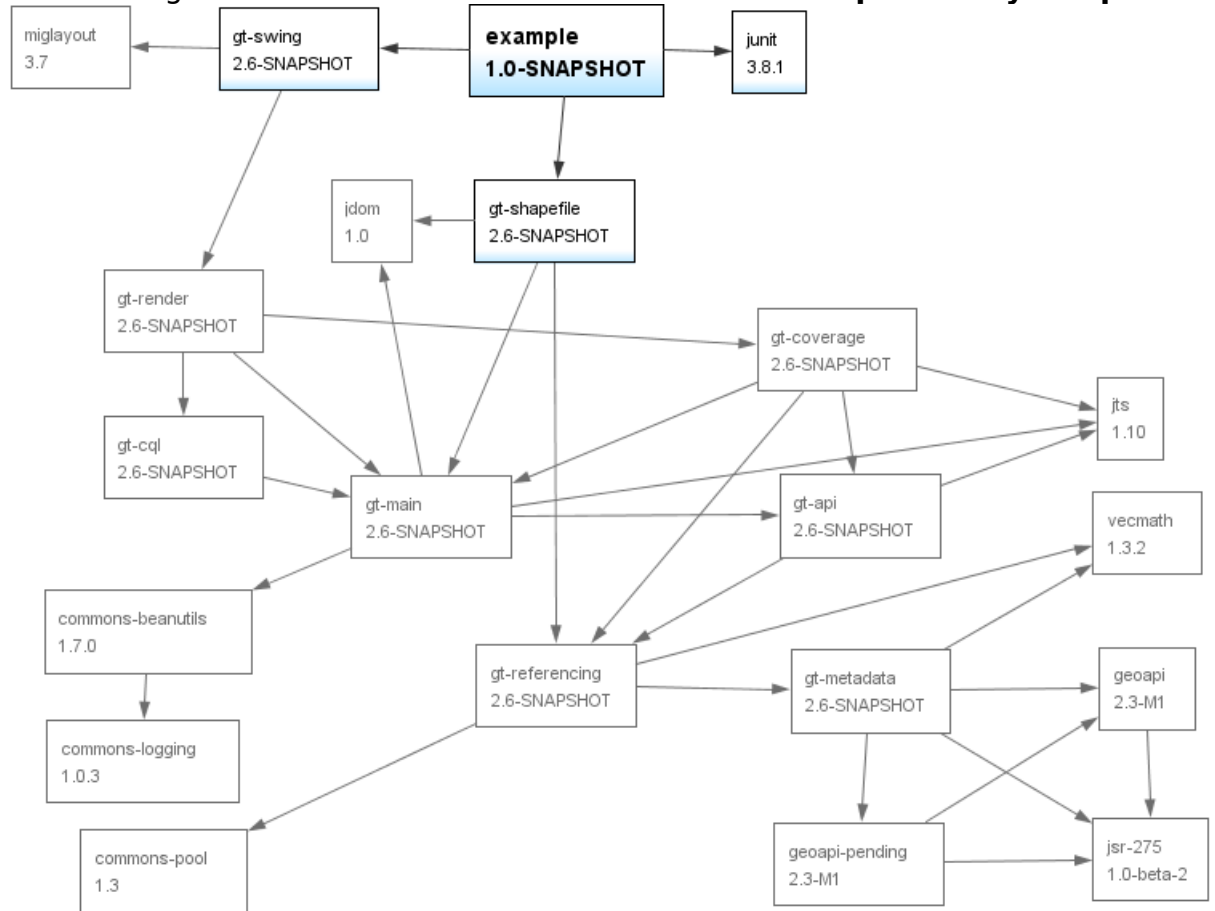 miglayout
3.7
gt-swing
2.6-SNAPSHOT
example
1.0-SNAPSHOT
junit
3.8.1
jdom
1.0
gt-shapefile
2.6-SNAPSHOT
gt-render
2.6-SNAPSHOT
gt-coverage
2.6-SNAPSHOT
jts
1.10
gt-cql
2.6-SNAPSHOT
gt-main
2.6-SNAPSHOT
gt-api
2.6-SNAPSHOT
vecmath
1.3.2
commons-beanutils
1.7.0
gt-referencing
2.6-SNAPSHOT
gt-metadata
2.6-SNAPSHOT
geoapi
2.3-M1
commons-logging
1.0.3
commons-pool
1.3
geoapi-pending
2.3-M1
jsr-275
1.0-beta-2